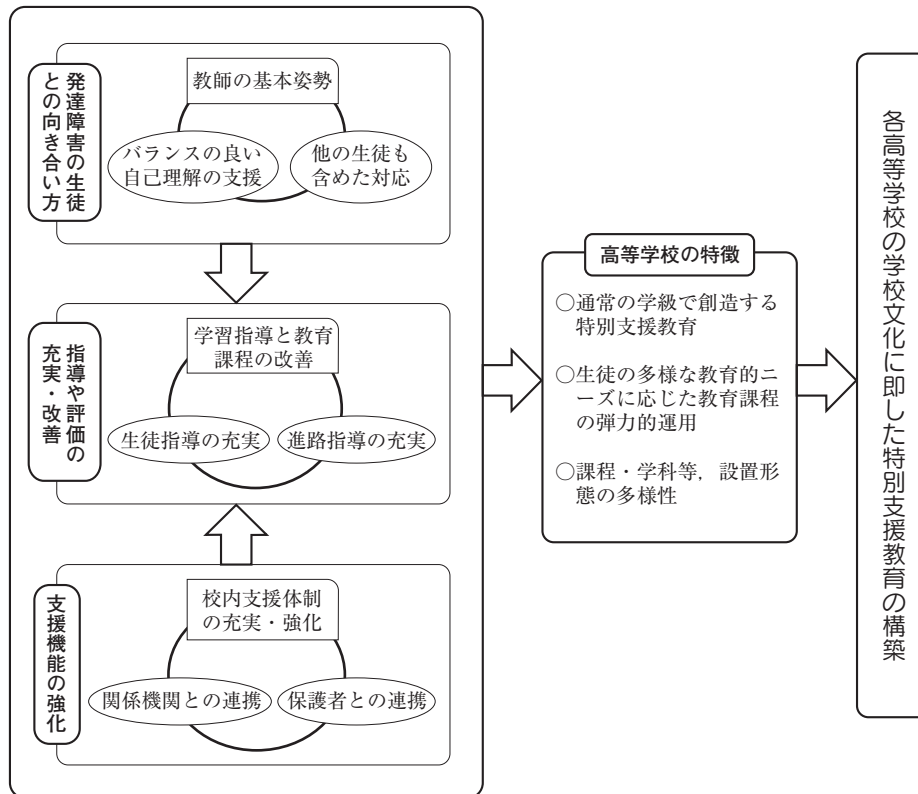 発達障害の生徒
との向き合い方
教師の基本姿勢
バランスの良い
自己理解の支援
他の生徒も
含めた対応
指導や評価の
充実・改善
学習指導と教育
課程の改善
生徒指導の充実
進路指導の充実
支援機能の強化
校内支援体制
の充実・強化
関係機関との連携
保護者との連携
高等学校の特徴
○通常の学級で創造する
特別支援教育
○生徒の多様な教育的ニ
ーズに応じた教育課程
の弾力的運用
○課程・学科等，設置形
態の多様性
各高等学校の学校文化に即した特別支援教育の構築